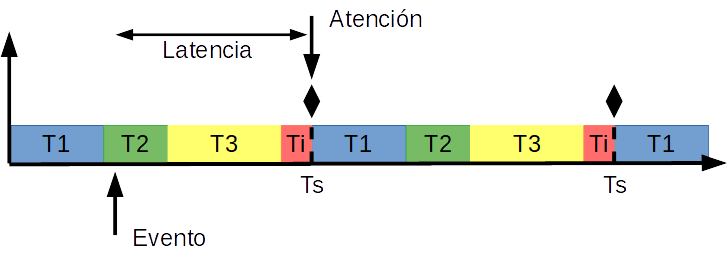 Atención
Latencia
T1 T2 T3 Ti T1 T2 T3 Ti T1
Ts Ts
Evento